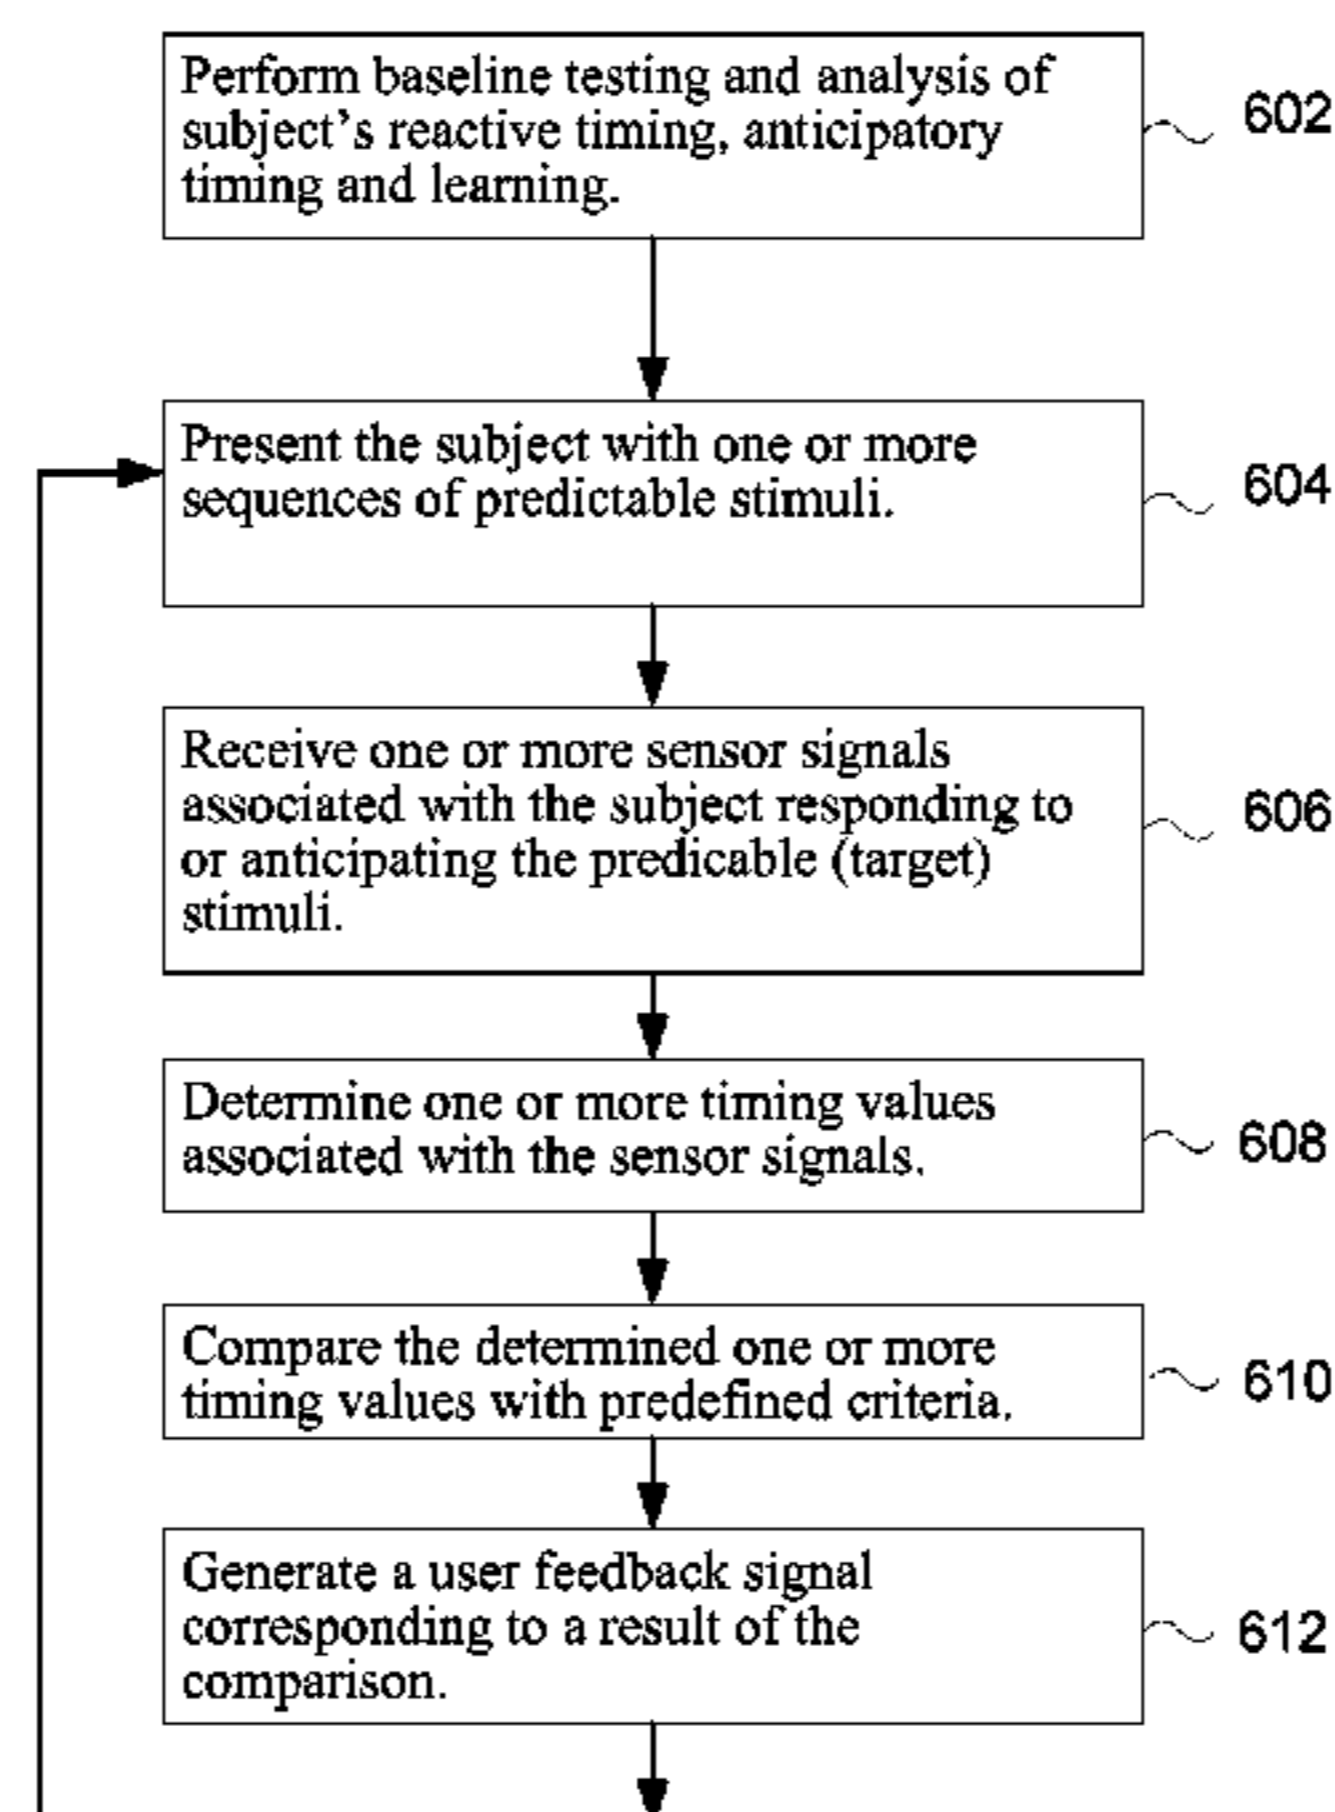 Perform baseline testing and analysis of
subject's reactive timing, anticipatory
timing and learning.
602
Present the subject with one or more
sequences of predictable stimuli.
604
Receive one or more sensor signals
associated with the subject responding to
or anticipating the predicable (target)
stimuli.
606
Determine one or more timing values
associated with the sensor signals.
608
Compare the determined one or more
timing values with predefined criteria.
610
Generate a user feedback signal
corresponding to a result of the
comparison.
612